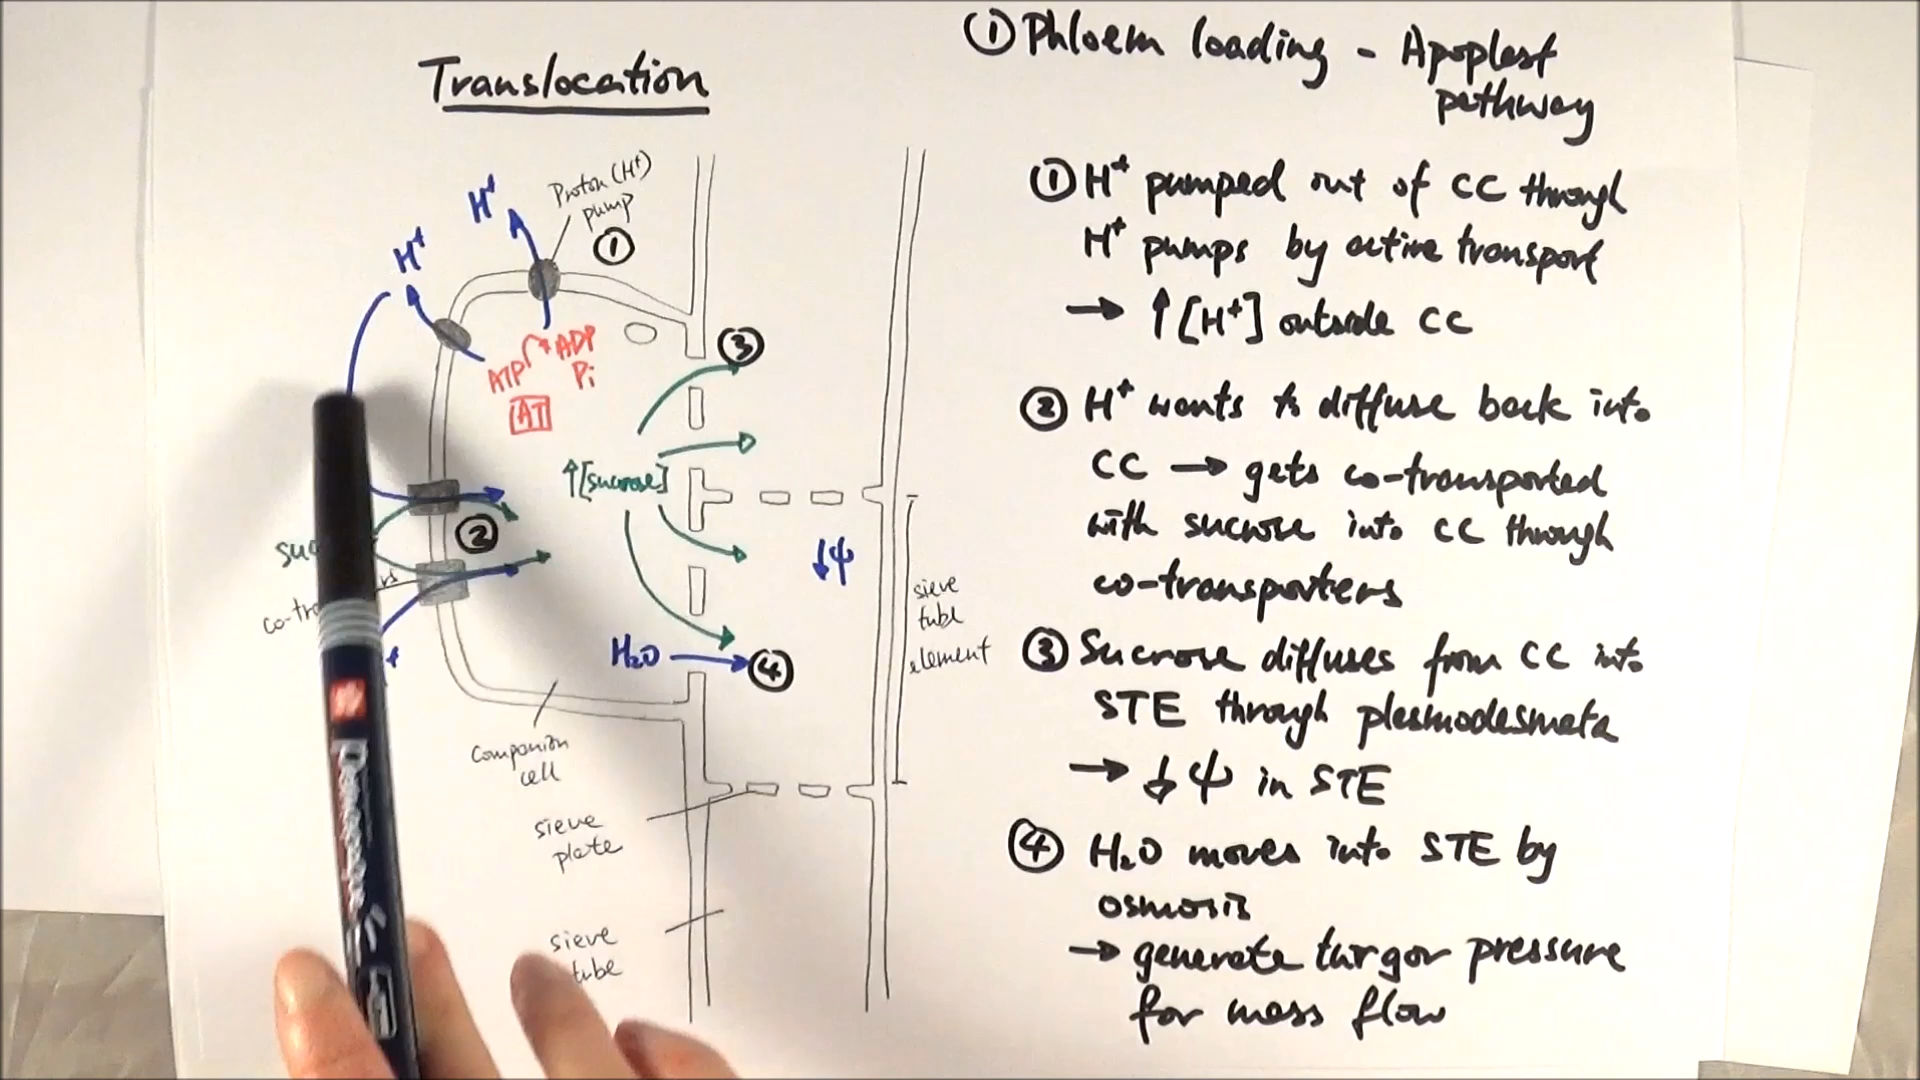 Translocation
① Phloem loading - Apoplast
pathway
① H⁺ pumped out of CC through
H⁺ pumps by active transport
→ ↑ [H⁺] outside CC
② H⁺ wants to diffuse back into
CC → gets co-transported
with sucrose into CC through
co-transporters
③ Sucrose diffuses from CC into
STE through plasmodesmata
→ ↓ ψ in STE
④ H₂O moves into STE by
osmosis
→ generate turgor pressure
for mass flow
Proton (H⁺)
pump
①
H⁺
H⁺
ATP
ADP
Pi
AT
③
↑[sucrose]
②
↓ψ
H₂O
④
sieve
tube
element
Companion
cell
sieve
plate
sieve
tube